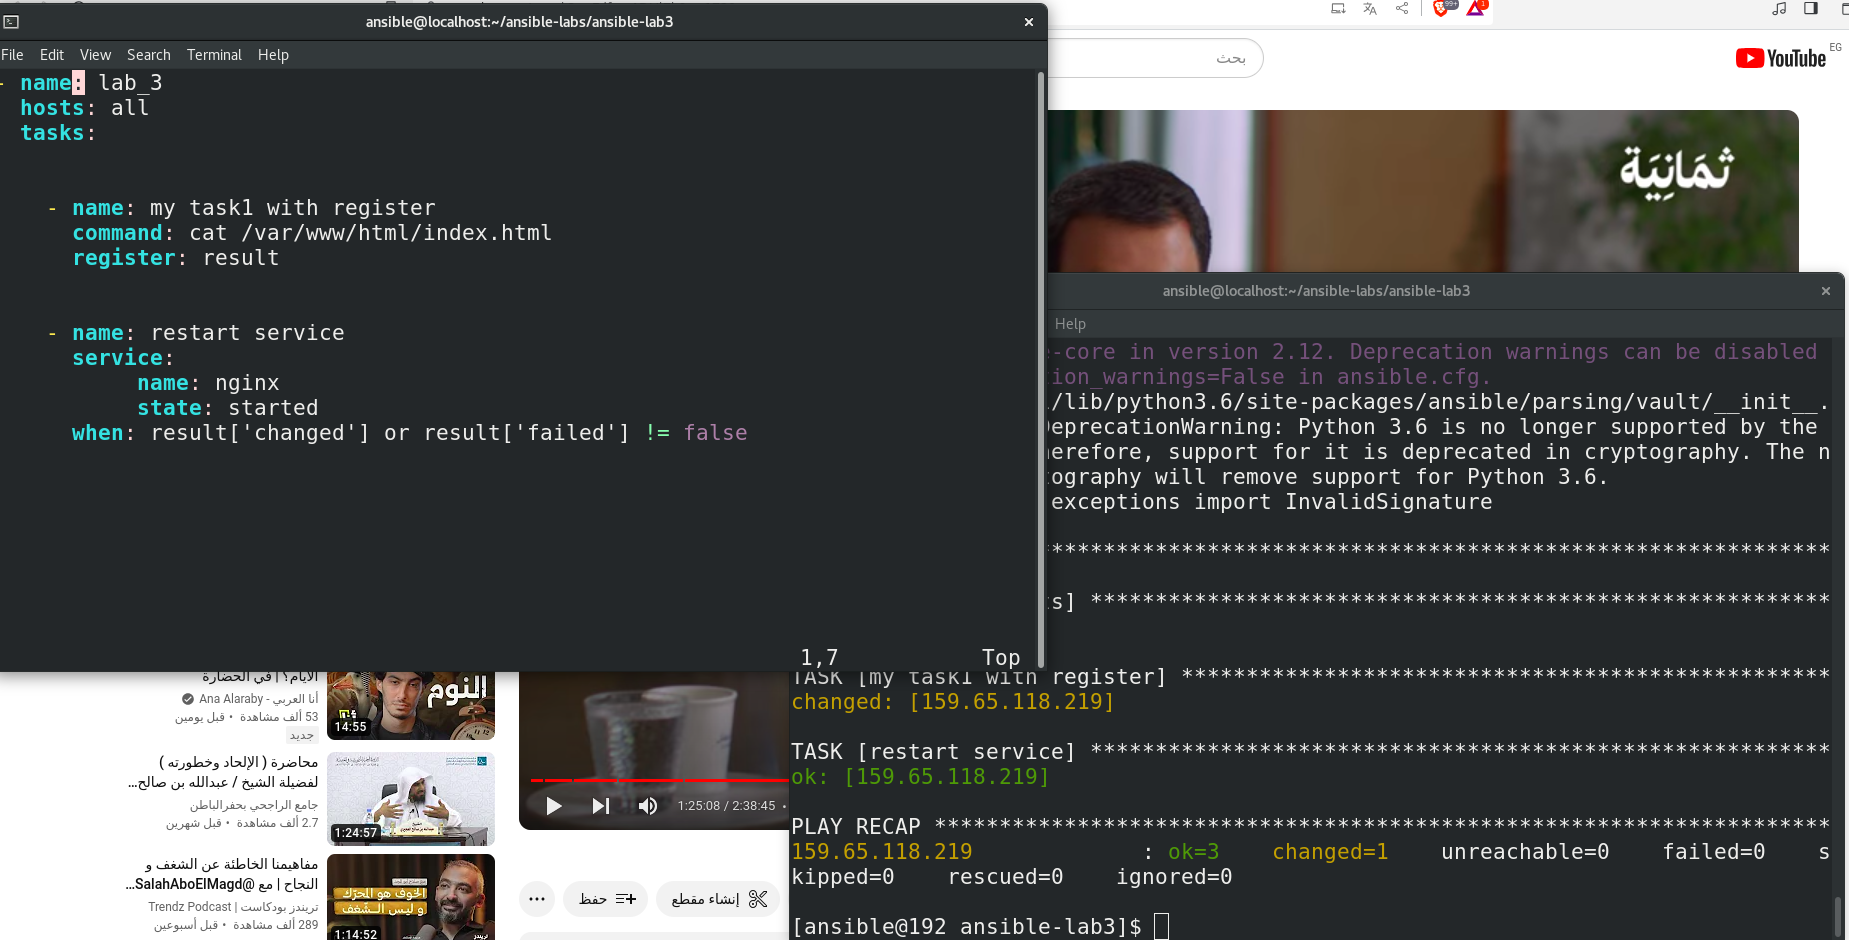 ansible@localhost:~/ansible-labs/ansible-lab3
File Edit View Search Terminal Help
- name: lab_3
hosts: all
tasks:
- name: my task1 with register
command: cat /var/www/html/index.html
register: result
- name: restart service
service:
name: nginx
state: started
when: result['changed'] or result['failed'] != false
1,7 Top
99+
1
بحث
YouTube EG
ثمانية
ansible@localhost:~/ansible-labs/ansible-lab3
Help
-core in version 2.12. Deprecation warnings can be disabled
ion_warnings=False in ansible.cfg.
/lib/python3.6/site-packages/ansible/parsing/vault/__init__.
DeprecationWarning: Python 3.6 is no longer supported by the
herefore, support for it is deprecated in cryptography. The n
ography will remove support for Python 3.6.
exceptions import InvalidSignature
************************************************************
s] *********************************************************
TASK [my task1 with register] **************************************************
changed: [159.65.118.219]
TASK [restart service] *********************************************************
ok: [159.65.118.219]
PLAY RECAP *********************************************************************
159.65.118.219 : ok=3 changed=1 unreachable=0 failed=0 s
kipped=0 rescued=0 ignored=0
[ansible@192 ansible-lab3]$
الأيام؟ | في الحضارة
أنا العربي - Ana Alaraby
53 ألف مشاهدة • قبل يومين
جديد
النوم
14:55
محاضرة ( الإلحاد وخطورته )
لفضيلة الشيخ / عبدالله بن صالح...
جامع الراجحي بحفرالباطن
2.7 ألف مشاهدة • قبل شهرين
1:24:57
مفاهيمنا الخاطئة عن الشغف و
النجاح | مع @SalahAboElMagd...
تريندز بودكاست | Trendz Podcast
289 ألف مشاهدة • قبل أسبوعين
الخوف هو المحرّك
و ليس الــشّغف
تريندز
1:14:52
1:25:08 / 2:38:45 •
حفظ
إنشاء مقطع